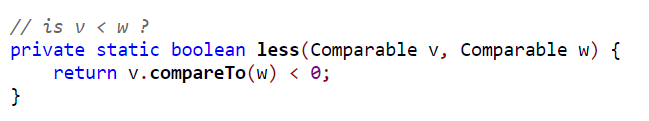 // is v < w ?
private static boolean less(Comparable v, Comparable w) {
    return v.compareTo(w) < 0;
}